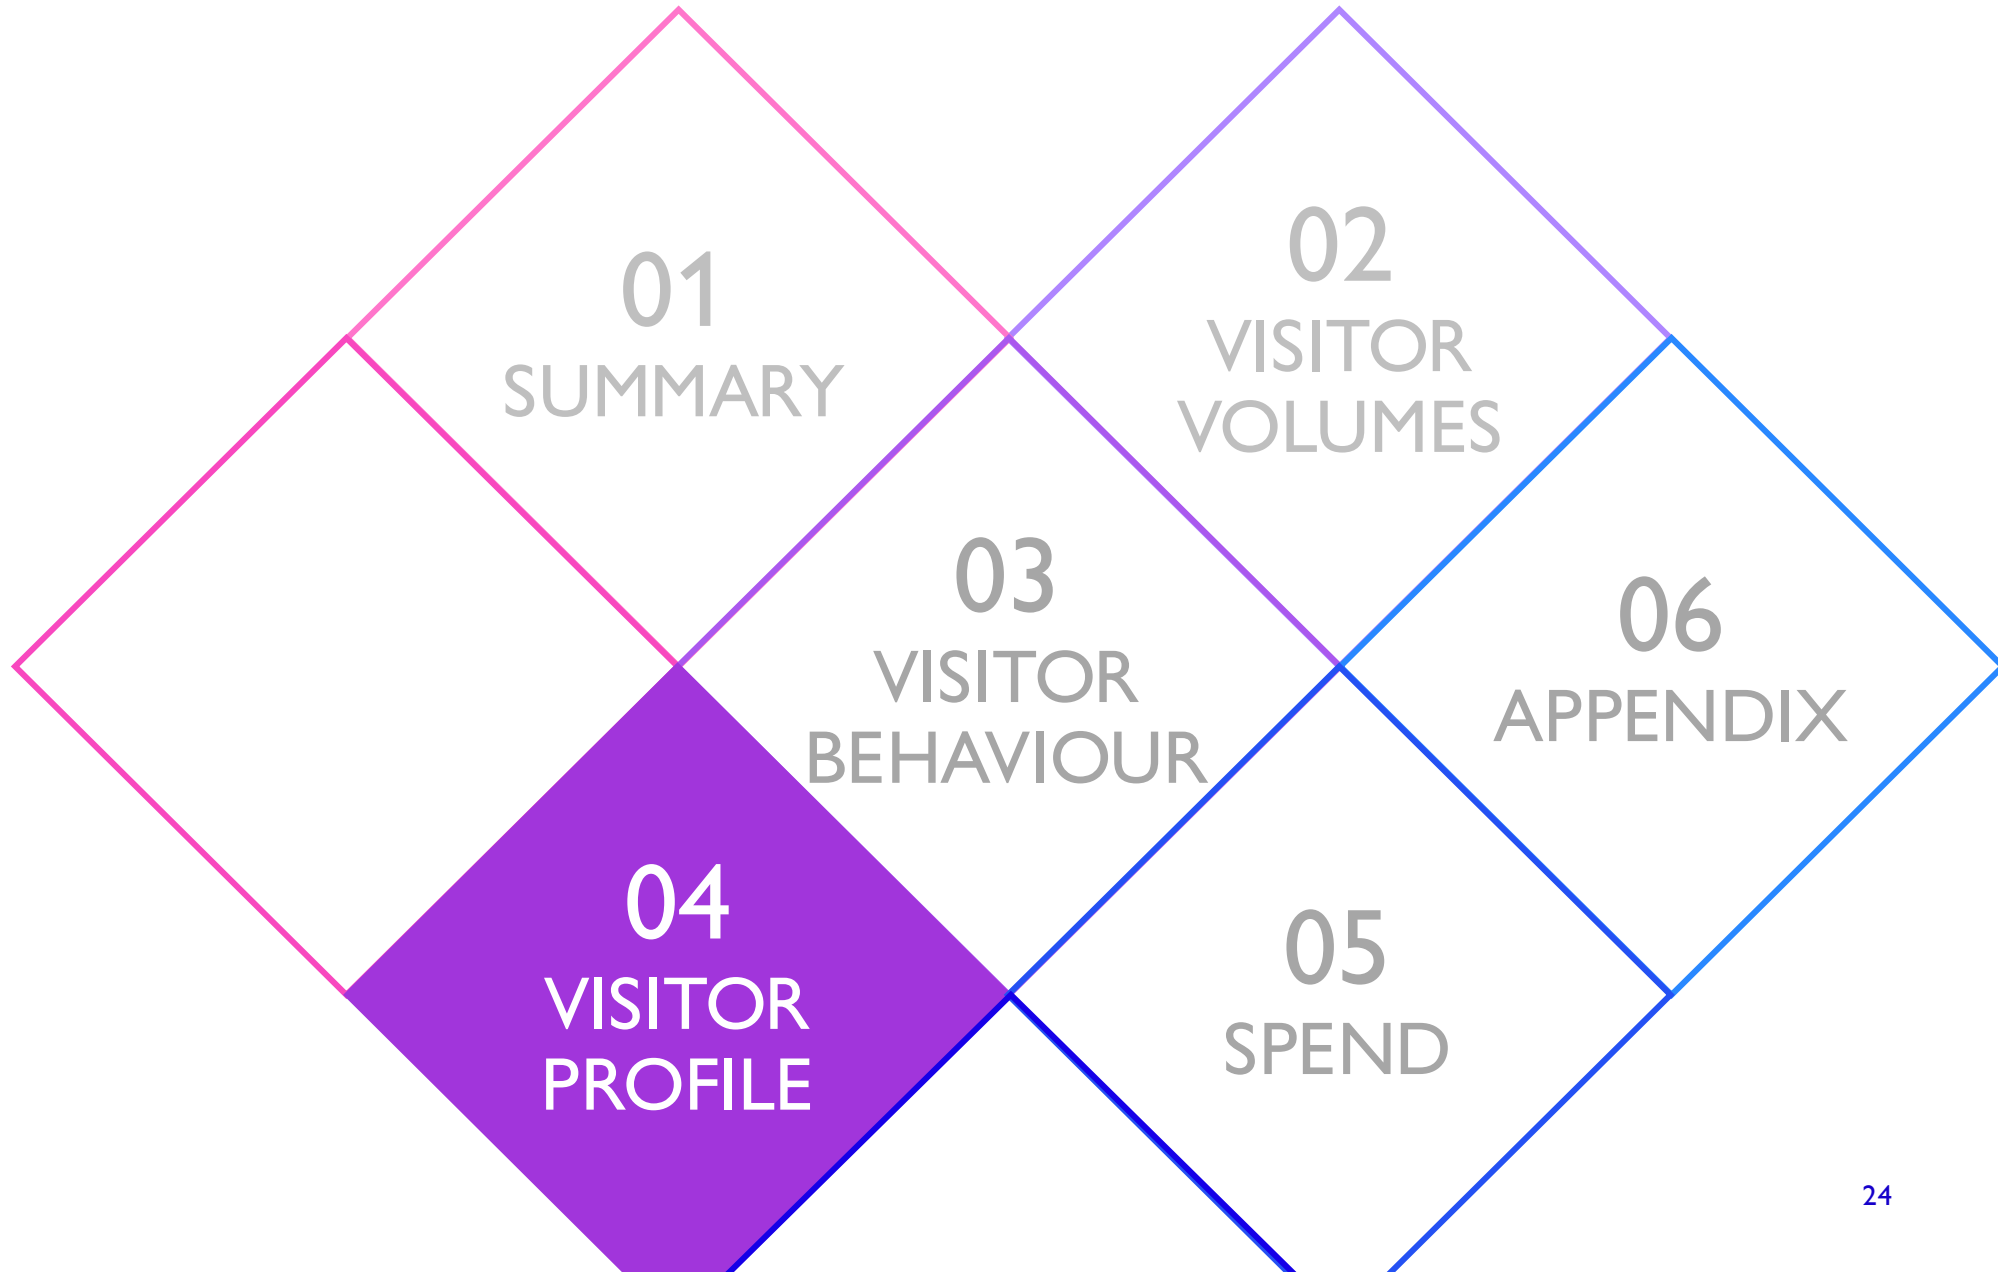 01
SUMMARY
02
VISITOR
VOLUMES
03
VISITOR
BEHAVIOUR
04
VISITOR
PROFILE
05
SPEND
06
APPENDIX
24